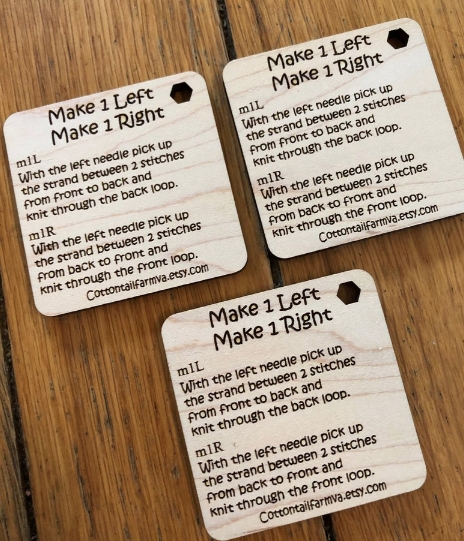 Make 1 Left
Make 1 Right
m1L
With the left needle pick up
the strand between 2 stitches
from front to back and
knit through the back loop.
m1R
With the left needle pick up
the strand between 2 stitches
from back to front and
knit through the front loop.
Cottontailfarmva.etsy.com
Make 1 Left
Make 1 Right
m1L
With the left needle pick up
the strand between 2 stitches
from front to back and
knit through the back loop.
m1R
With the left needle pick up
the strand between 2 stitches
from back to front and
knit through the front loop.
Cottontailfarmva.etsy.com
Make 1 Left
Make 1 Right
m1L
With the left needle pick up
the strand between 2 stitches
from front to back and
knit through the back loop.
m1R
With the left needle pick up
the strand between 2 stitches
from back to front and
knit through the front loop.
Cottontailfarmva.etsy.com